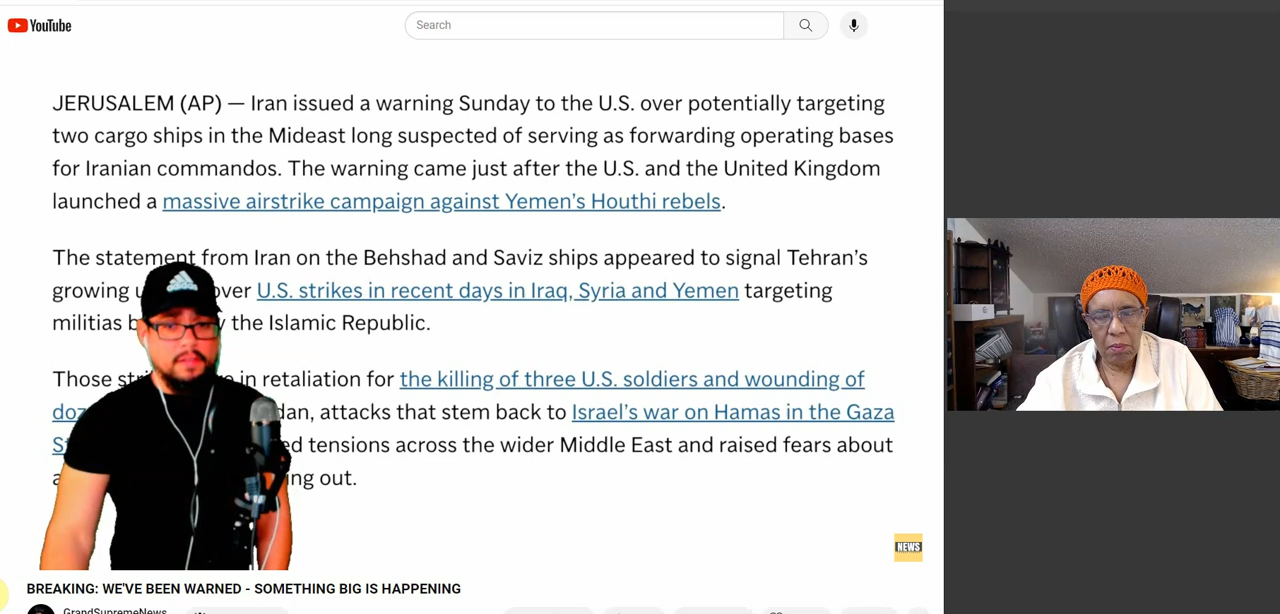 YouTube
Search
JERUSALEM (AP) — Iran issued a warning Sunday to the U.S. over potentially targeting
two cargo ships in the Mideast long suspected of serving as forwarding operating bases
for Iranian commandos. The warning came just after the U.S. and the United Kingdom
launched a massive airstrike campaign against Yemen's Houthi rebels.
The statement from Iran on the Behshad and Saviz ships appeared to signal Tehran's
growing over U.S. strikes in recent days in Iraq, Syria and Yemen targeting
militias the Islamic Republic.
Those in retaliation for the killing of three U.S. soldiers and wounding of
attacks that stem back to Israel's war on Hamas in the Gaza
tensions across the wider Middle East and raised fears about
out.
NEWS
BREAKING: WE'VE BEEN WARNED - SOMETHING BIG IS HAPPENING
GrandSupremeNews